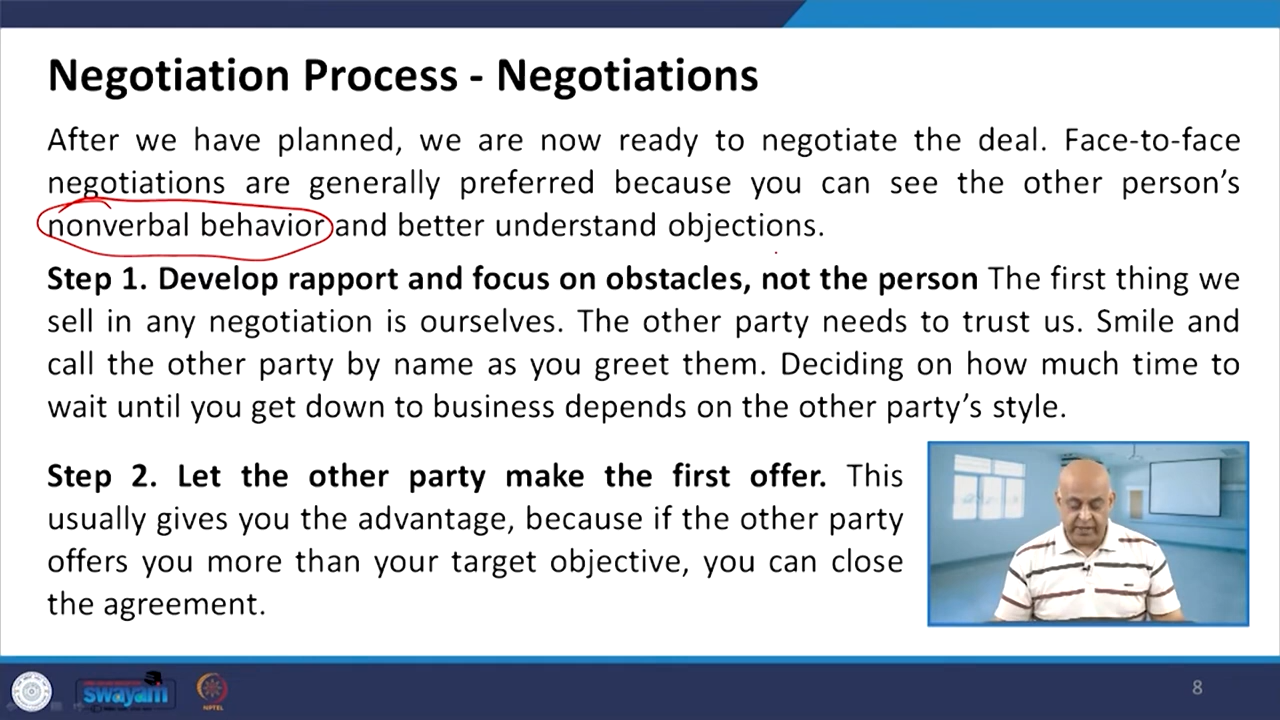 Negotiation Process - Negotiations
After we have planned, we are now ready to negotiate the deal. Face-to-face
negotiations are generally preferred because you can see the other person’s
nonverbal behavior and better understand objections.
Step 1. Develop rapport and focus on obstacles, not the person The first thing we
sell in any negotiation is ourselves. The other party needs to trust us. Smile and
call the other party by name as you greet them. Deciding on how much time to
wait until you get down to business depends on the other party’s style.
Step 2. Let the other party make the first offer. This
usually gives you the advantage, because if the other party
offers you more than your target objective, you can close
the agreement.
swayam
NPTEL
8